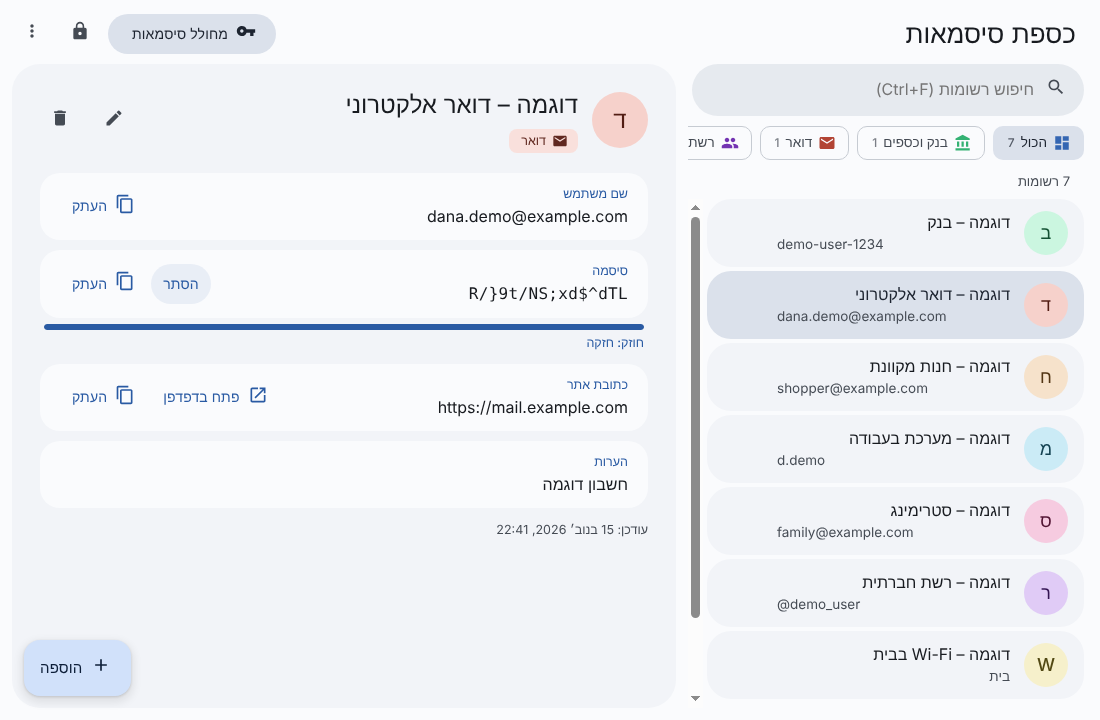 כספת סיסמאות
מחולל סיסמאות
חיפוש רשומות (Ctrl+F)
הכול 7
בנק וכספים 1
דואר 1
רשת
7 רשומות
ב
דוגמה – בנק
demo-user-1234
ד
דוגמה – דואר אלקטרוני
dana.demo@example.com
ח
דוגמה – חנות מקוונת
shopper@example.com
מ
דוגמה – מערכת בעבודה
d.demo
ס
דוגמה – סטרימינג
family@example.com
ר
דוגמה – רשת חברתית
@demo_user
W
דוגמה – Wi-Fi בבית
בית
ד
דוגמה – דואר אלקטרוני
דואר
שם משתמש
dana.demo@example.com
העתק
סיסמה
R/}9t/NS;xd$^dTL
הסתר
העתק
חוזק: חזקה
כתובת אתר
https://mail.example.com
פתח בדפדפן
העתק
הערות
חשבון דוגמה
עודכן: 15 בנוב׳ 2026, 22:41
הוספה